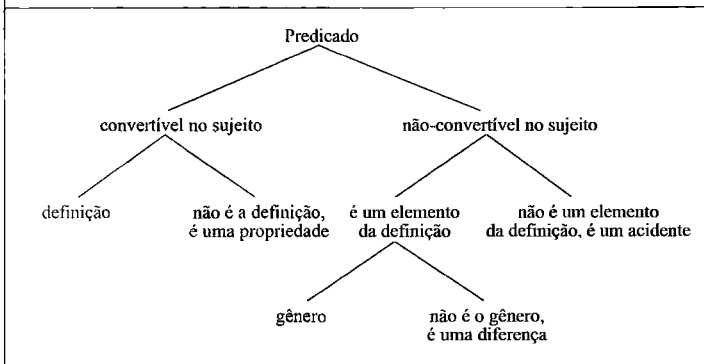 Predicado
convertível no sujeito
não-convertível no sujeito
definição
não é a definição,
é uma propriedade
é um elemento
da definição
não é um elemento
da definição, é um acidente
gênero
não é o gênero,
é uma diferença